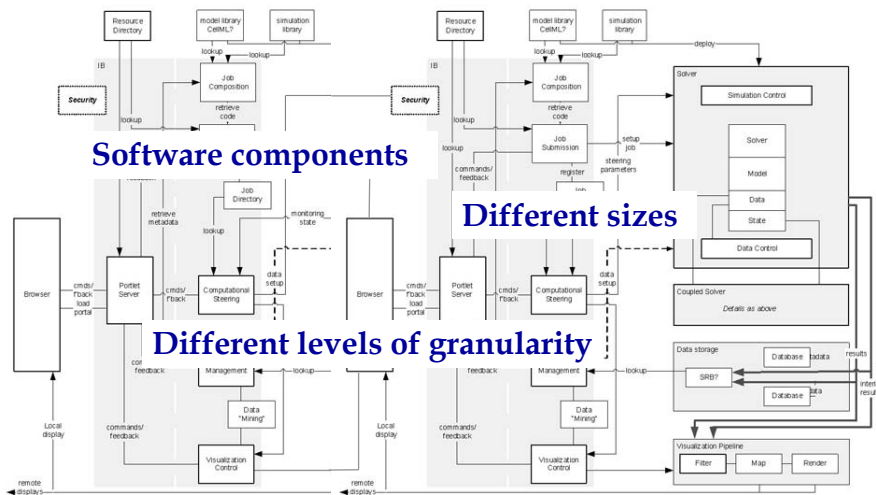 Resource
Directory
model library
CellML?
simulation
library
lookup
lookup
IB
Job
Composition
Security
lookup
lookup
retrieve
code
retrieve
metadata
Job
Directory
lookup
monitoring
state
Browser
cmds/
f'back
load
portal
Portlet
Server
cmds/
f'back
Computational
Steering
data
setup
feedback
Management
Data
"Mining"
commands/
feedback
Visualization
Control
Local
display
remote
displays
Software components
Different sizes
Different levels of granularity
Resource
Directory
model library
CellML?
simulation
library
lookup
lookup
deploy
IB
Job
Composition
Security
lookup
lookup
retrieve
code
Job
Submission
setup
job
commands/
feedback
register
steering
parameters
Job
Solver
Simulation Control
Solver
Model
Data
State
Data Control
Browser
cmds/
f'back
load
portal
Portlet
Server
cmds/
f'back
Computational
Steering
data
setup
Coupled Solver
Details as above
feedback
Management
lookup
Data storage
SRB?
Database
Database
results
Data
"Mining"
commands/
feedback
Visualization
Control
Visualization Pipeline
Filter
Map
Render
Local
display
remote
displays